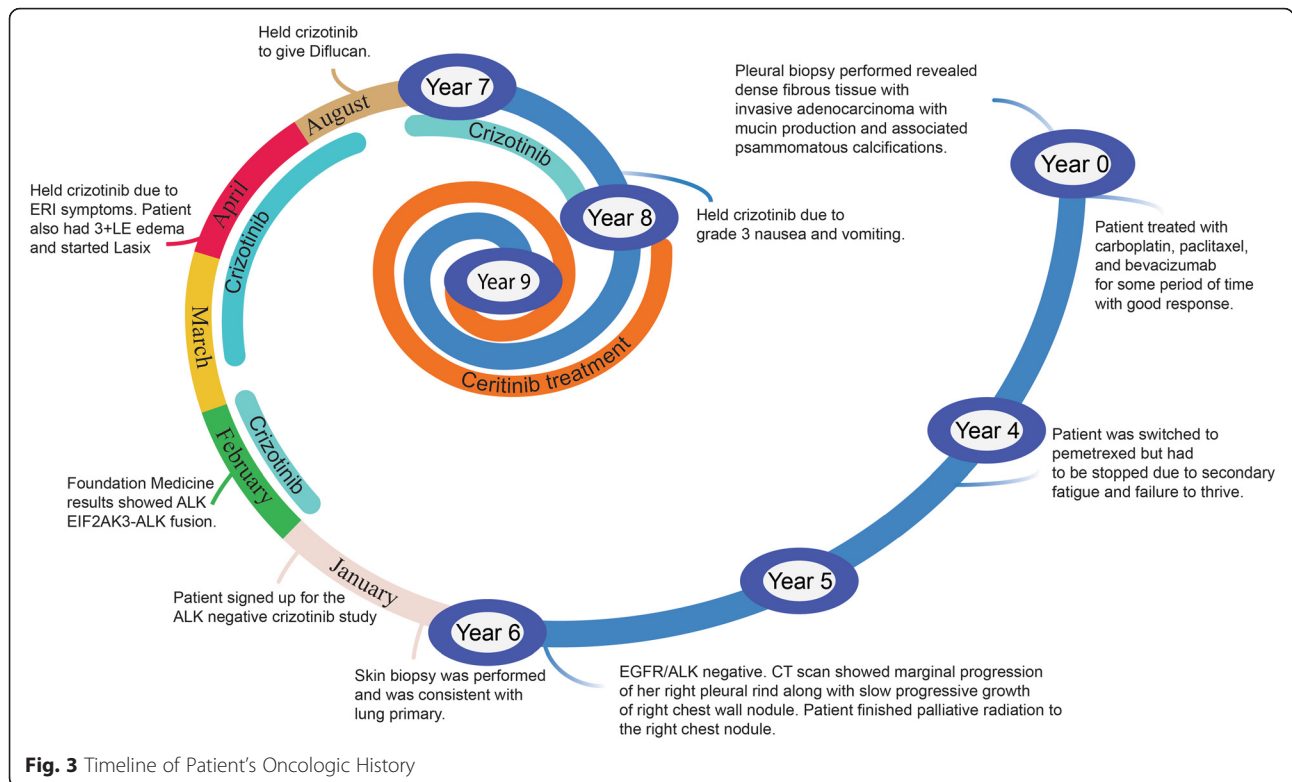 Pleural biopsy performed revealed
dense fibrous tissue with
invasive adenocarcinoma with
mucin production and associated
psammomatous calcifications.
Year 0
Patient treated with
carboplatin, paclitaxel,
and bevacizumab
for some period of time
with good response.
Year 4
Patient was switched to
pemetrexed but had
to be stopped due to secondary
fatigue and failure to thrive.
Year 5
Year 6
EGFR/ALK negative. CT scan showed marginal progression
of her right pleural rind along with slow progressive growth
of right chest wall nodule. Patient finished palliative radiation to
the right chest nodule.
Skin biopsy was performed
and was consistent with
lung primary.
January
Patient signed up for the
ALK negative crizotinib study
February
Crizotinib
Foundation Medicine
results showed ALK
EIF2AK3-ALK fusion.
March
Crizotinib
April
Held crizotinib due to
ERI symptoms. Patient
also had 3+LE edema
and started Lasix
August
Held crizotinib
to give Diflucan.
Year 7
Crizotinib
Held crizotinib due to
grade 3 nausea and vomiting.
Year 8
Ceritinib treatment
Year 9
Fig. 3 Timeline of Patient's Oncologic History